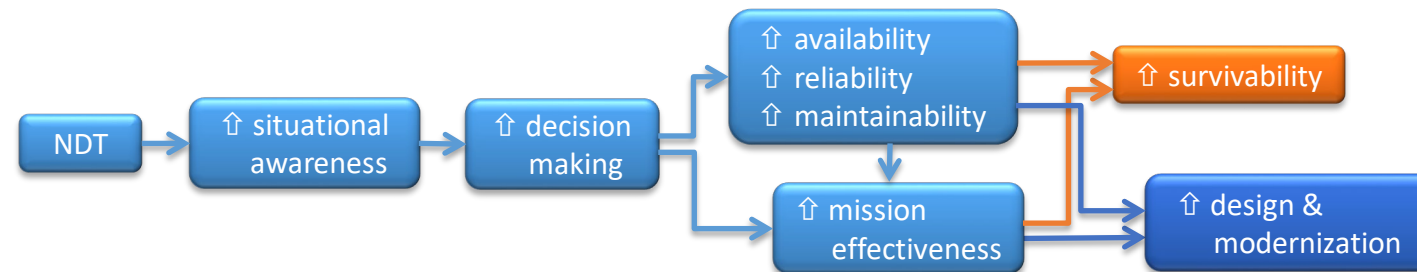 NDT
⇧ situational
awareness
⇧ decision
making
⇧ availability
⇧ reliability
⇧ maintainability
⇧ mission
effectiveness
⇧ survivability
⇧ design &
modernization